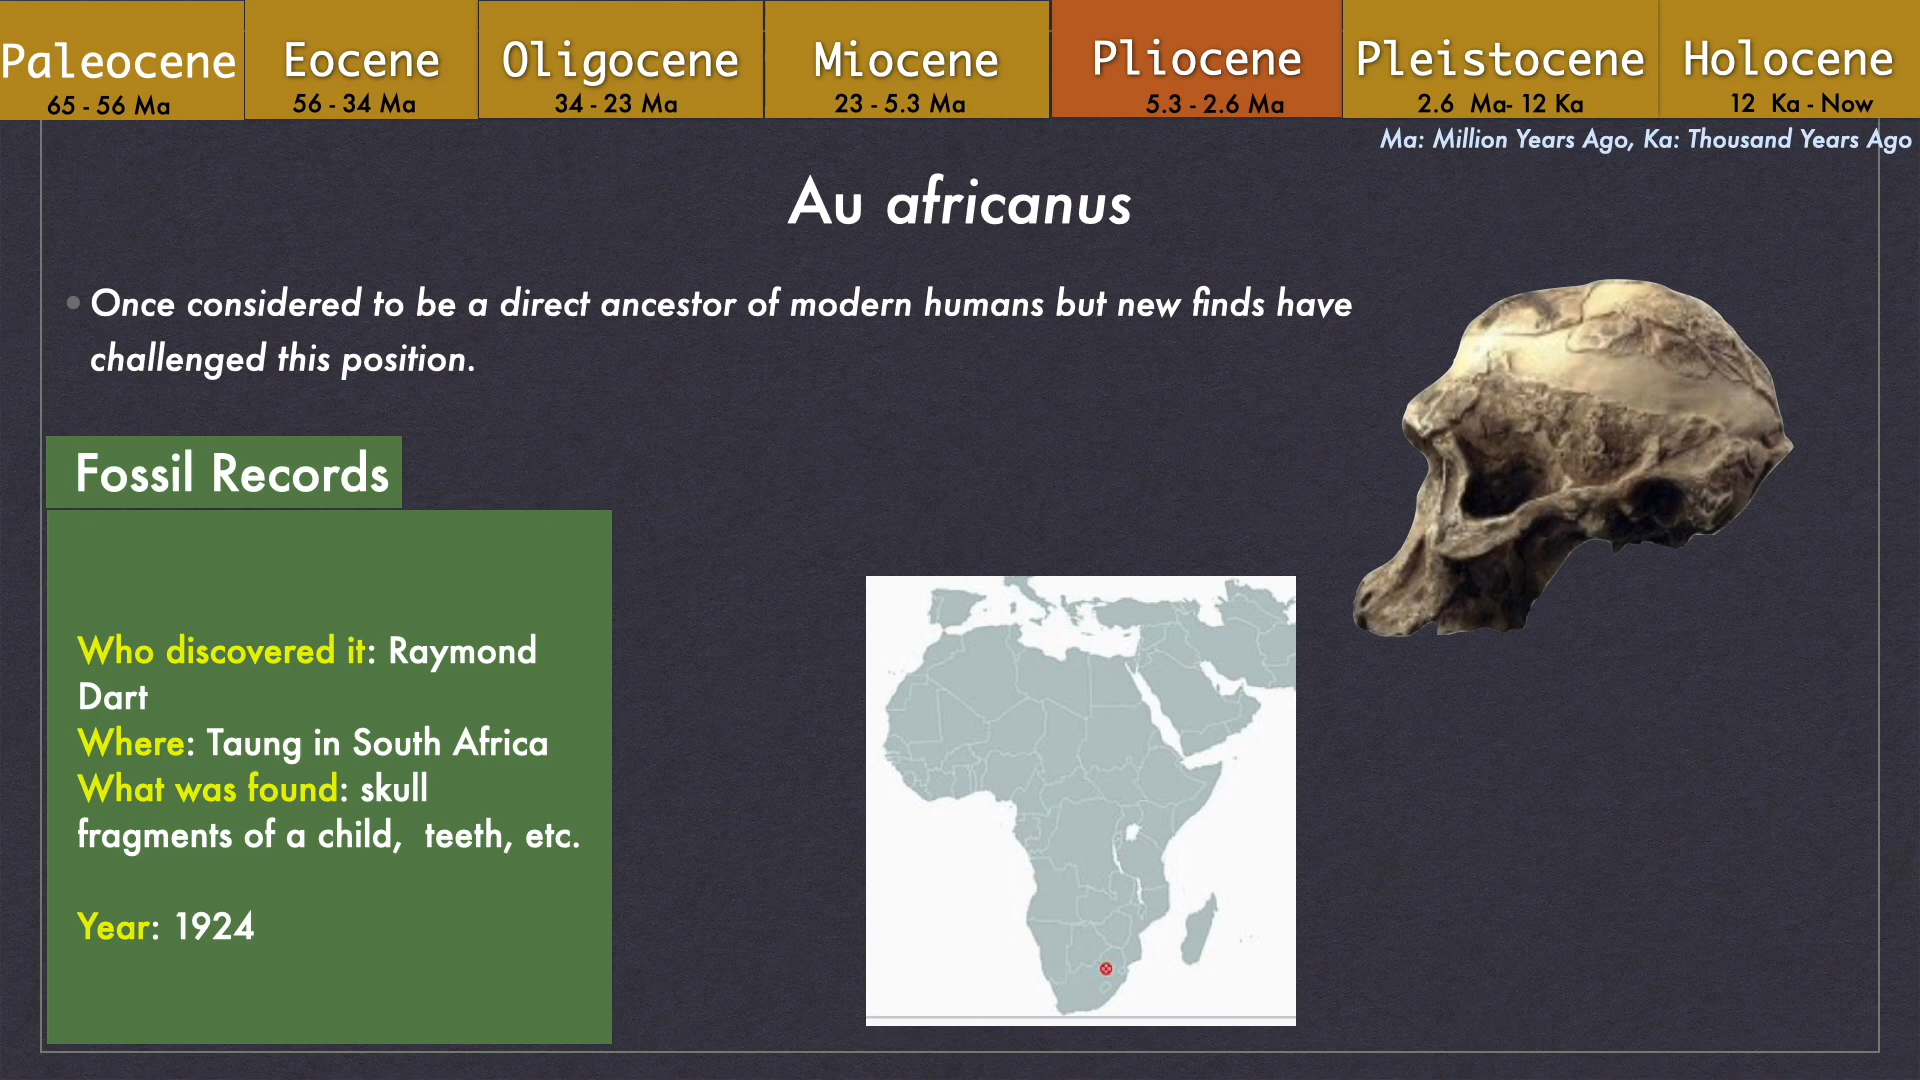 Paleocene
65 - 56 Ma
Eocene
56 - 34 Ma
Oligocene
34 - 23 Ma
Miocene
23 - 5.3 Ma
Pliocene
5.3 - 2.6 Ma
Pleistocene
2.6 Ma- 12 Ka
Holocene
12 Ka - Now
Ma: Million Years Ago, Ka: Thousand Years Ago
Au africanus
• Once considered to be a direct ancestor of modern humans but new finds have
challenged this position.
Fossil Records
Who discovered it: Raymond
Dart
Where: Taung in South Africa
What was found: skull
fragments of a child, teeth, etc.
Year: 1924